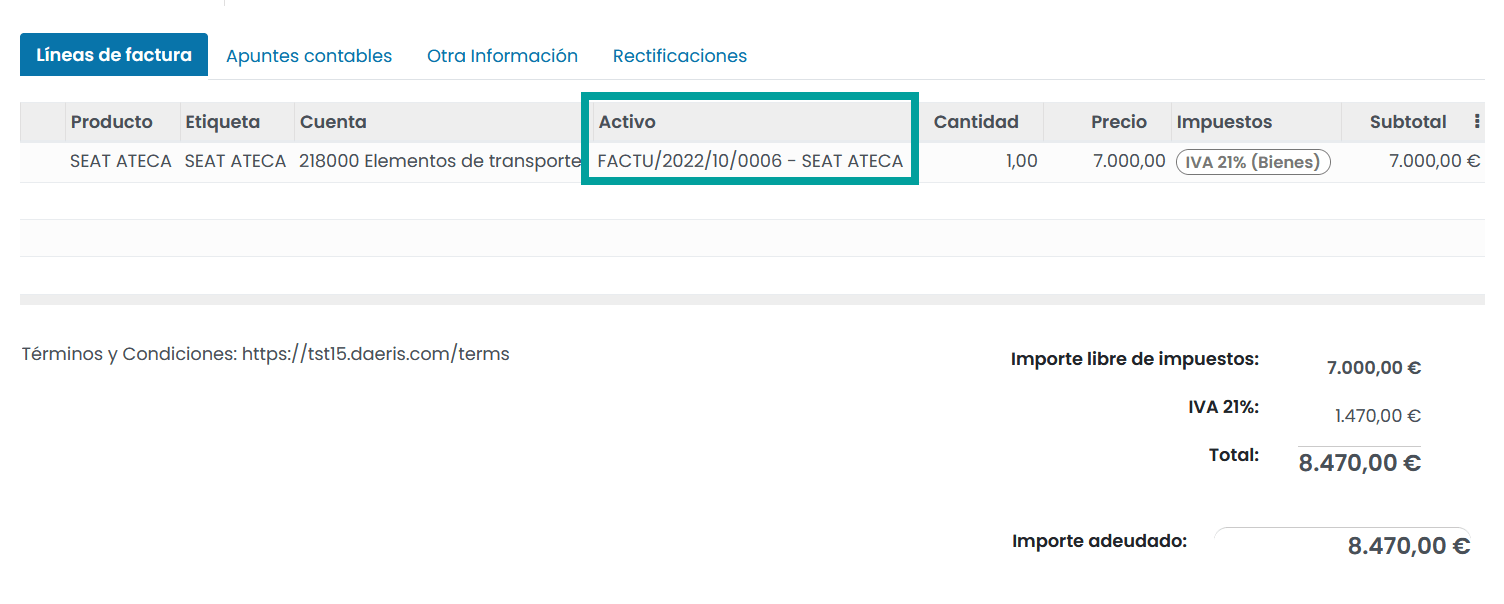 Líneas de factura Apuntes contables Otra Información Rectificaciones
Producto Etiqueta Cuenta Activo Cantidad Precio Impuestos Subtotal
SEAT ATECA SEAT ATECA 218000 Elementos de transporte FACTU/2022/10/0006 - SEAT ATECA 1,00 7.000,00 IVA 21% (Bienes) 7.000,00 €
Términos y Condiciones: https://tst15.daeris.com/terms
Importe libre de impuestos: 7.000,00 €
IVA 21%: 1.470,00 €
Total: 8.470,00 €
Importe adeudado: 8.470,00 €